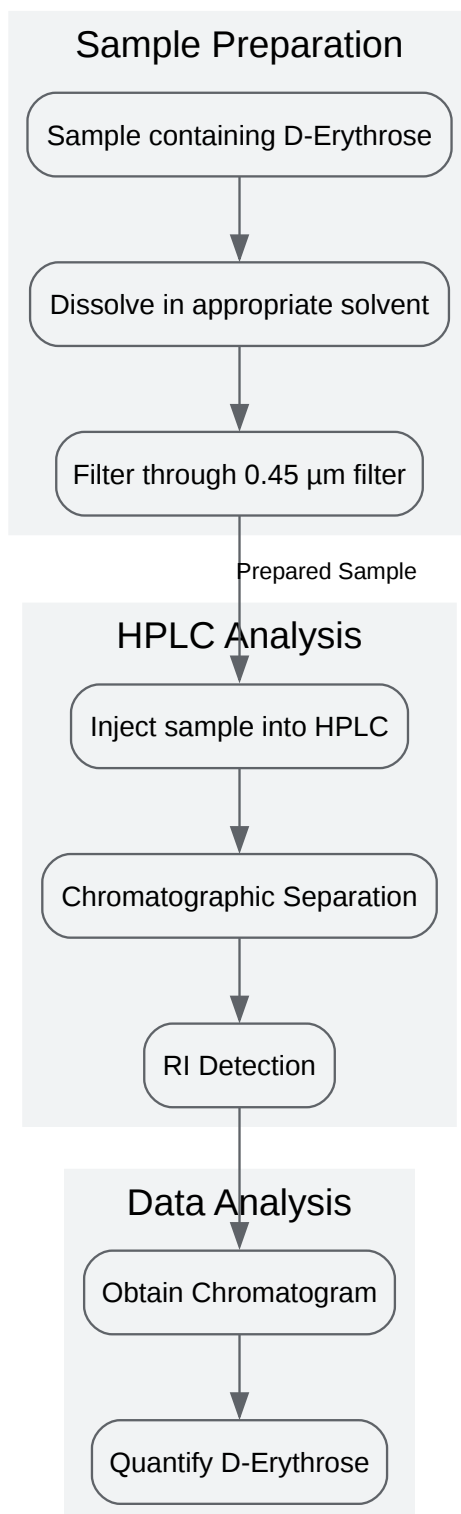 Sample Preparation
Sample containing D-Erythrose
Dissolve in appropriate solvent
Filter through 0.45 µm filter
Prepared Sample
HPLC Analysis
Inject sample into HPLC
Chromatographic Separation
RI Detection
Data Analysis
Obtain Chromatogram
Quantify D-Erythrose